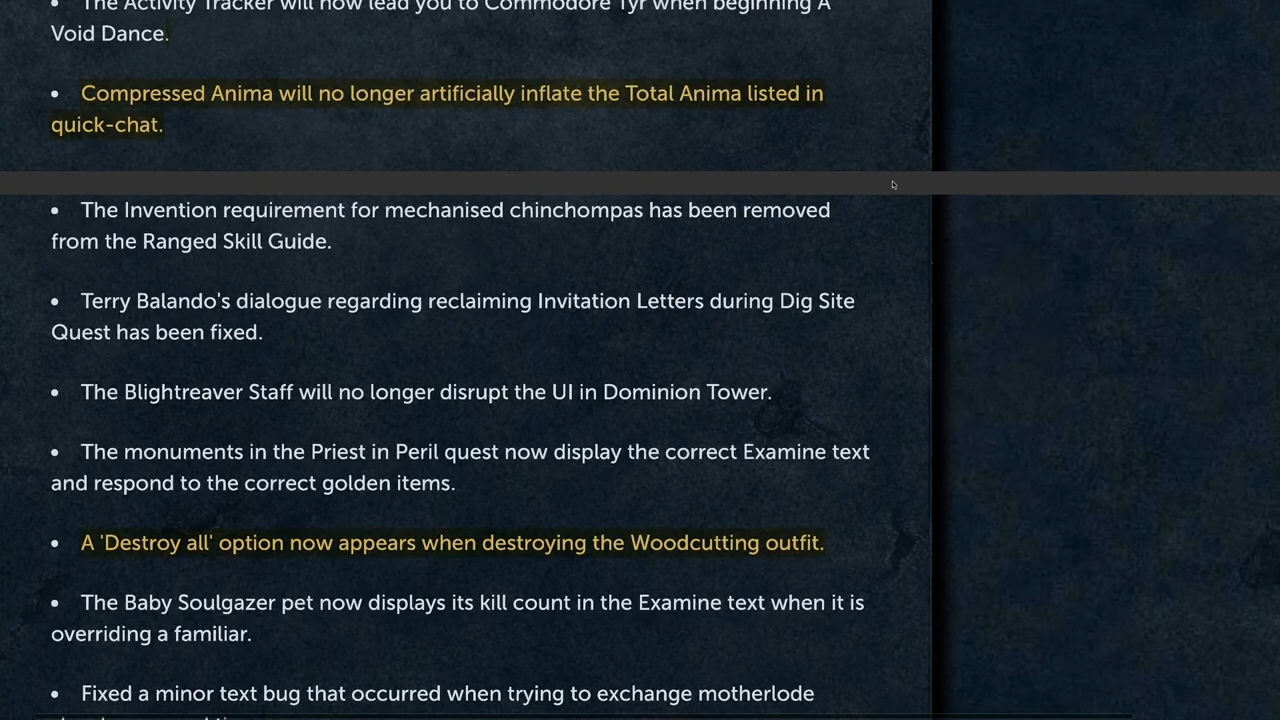 • The Activity Tracker will now lead you to Commodore Tyr when beginning A
Void Dance.
• Compressed Anima will no longer artificially inflate the Total Anima listed in
quick-chat.
• The Invention requirement for mechanised chinchompas has been removed
from the Ranged Skill Guide.
• Terry Balando's dialogue regarding reclaiming Invitation Letters during Dig Site
Quest has been fixed.
• The Blightreaver Staff will no longer disrupt the UI in Dominion Tower.
• The monuments in the Priest in Peril quest now display the correct Examine text
and respond to the correct golden items.
• A 'Destroy all' option now appears when destroying the Woodcutting outfit.
• The Baby Soulgazer pet now displays its kill count in the Examine text when it is
overriding a familiar.
• Fixed a minor text bug that occurred when trying to exchange motherlode